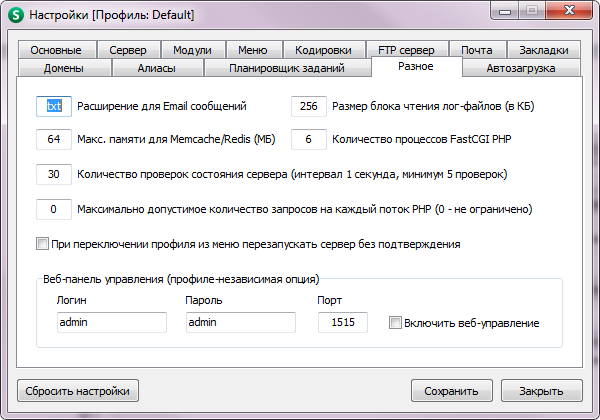 Настройки [Профиль: Default]
Основные Сервер Модули Меню Кодировки FTP сервер Почта Закладки
Домены Алиасы Планировщик заданий Разное Автозагрузка
txt Расширение для Email сообщений 256 Размер блока чтения лог-файлов (в КБ)
64 Макс. памяти для Memcache/Redis (МБ) 6 Количество процессов FastCGI PHP
30 Количество проверок состояния сервера (интервал 1 секунда, минимум 5 проверок)
0 Максимально допустимое количество запросов на каждый поток PHP (0 - не ограничено)
При переключении профиля из меню перезапускать сервер без подтверждения
Веб-панель управления (профиле-независимая опция)
Логин Пароль Порт
admin admin 1515 Включить веб-управление
Сбросить настройки Сохранить Закрыть